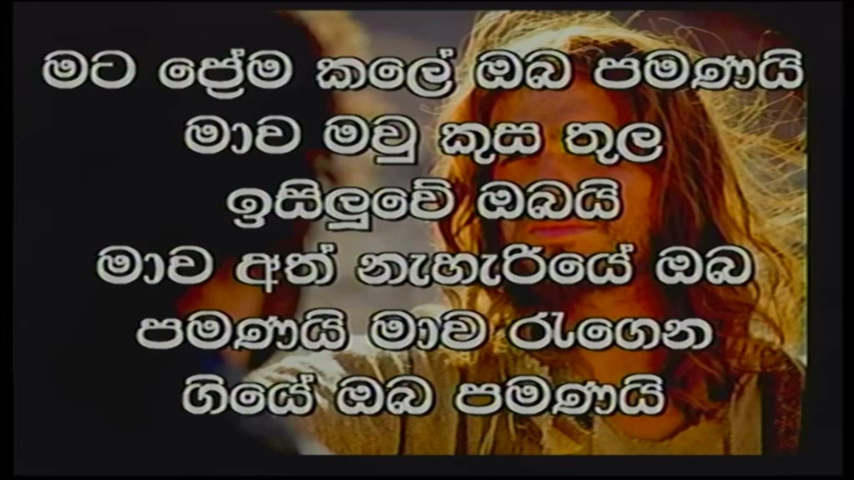 මට ප්‍රේම කලේ ඔබ පමණයි
මාව මවු කුස තුල
ඉසිලුවේ ඔබයි
මාව අත් නැහැරියේ ඔබ
පමණයි මාව රැගෙන
ගියේ ඔබ පමණයි